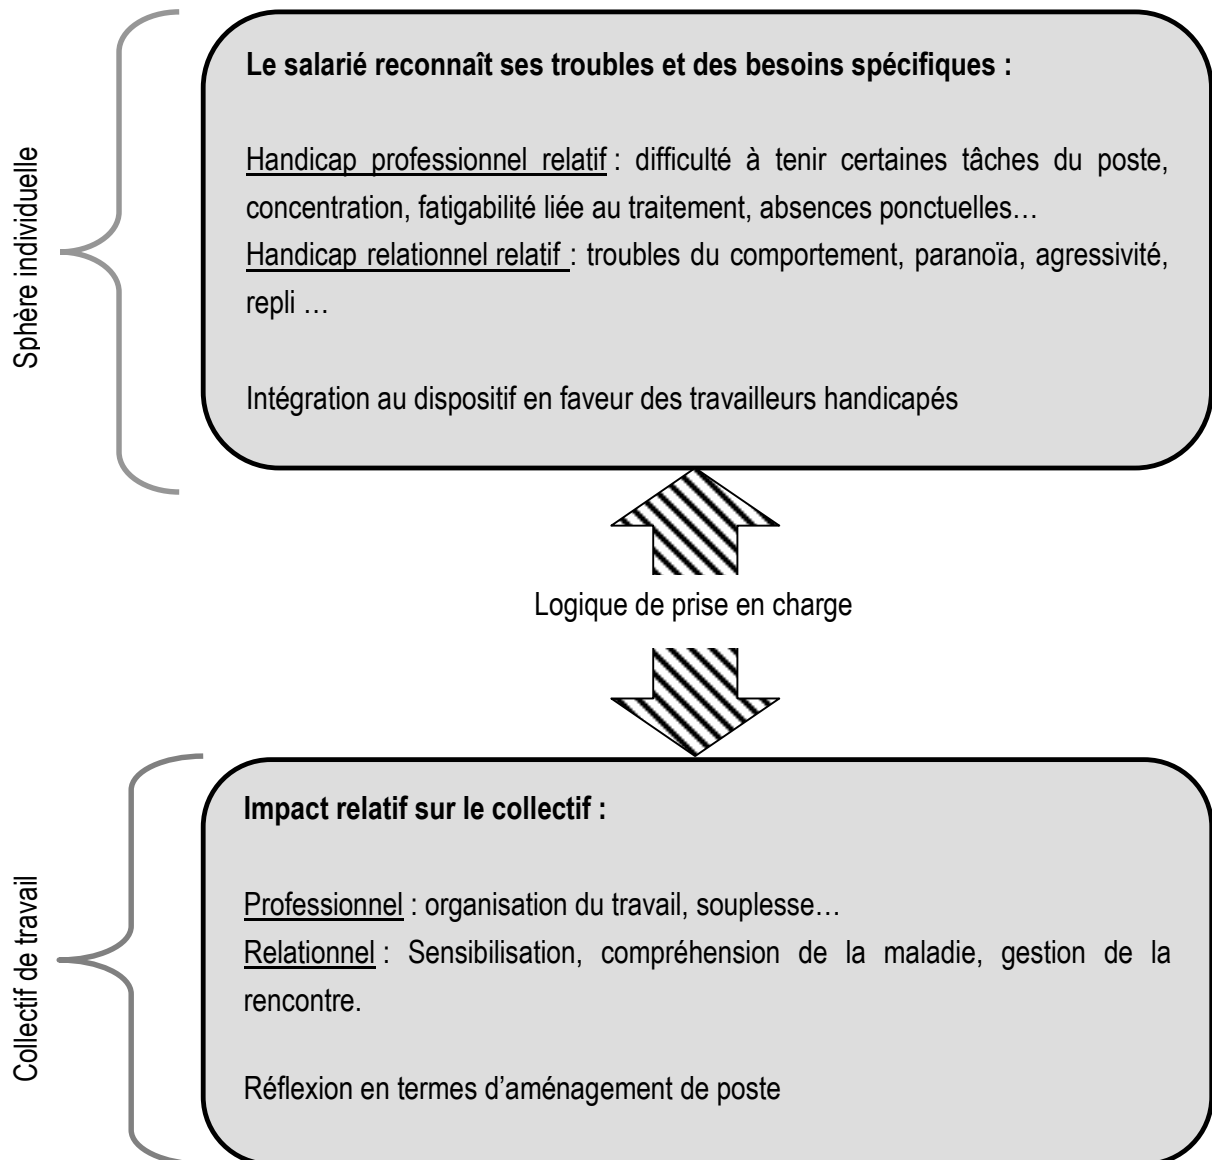 Sphère individuelle
Le salarié reconnaît ses troubles et des besoins spécifiques :
Handicap professionnel relatif : difficulté à tenir certaines tâches du poste,
concentration, fatigabilité liée au traitement, absences ponctuelles…
Handicap relationnel relatif : troubles du comportement, paranoïa, agressivité,
repli …
Intégration au dispositif en faveur des travailleurs handicapés
Logique de prise en charge
Collectif de travail
Impact relatif sur le collectif :
Professionnel : organisation du travail, souplesse…
Relationnel : Sensibilisation, compréhension de la maladie, gestion de la
rencontre.
Réflexion en termes d’aménagement de poste